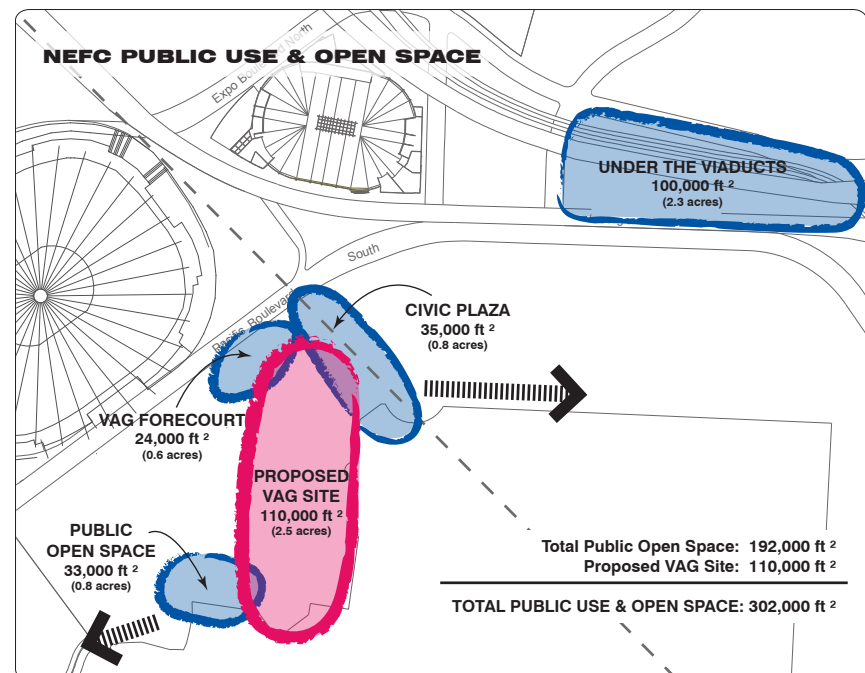 NEFC PUBLIC USE & OPEN SPACE
Expo Boulevard North
UNDER THE VIADUCTS
100,000 ft ²
(2.3 acres)
South
Pacific Boulevard
CIVIC PLAZA
35,000 ft ²
(0.8 acres)
VAG FORECOURT
24,000 ft ²
(0.6 acres)
PROPOSED
VAG SITE
110,000 ft ²
(2.5 acres)
PUBLIC
OPEN SPACE
33,000 ft ²
(0.8 acres)
Total Public Open Space: 192,000 ft ²
Proposed VAG Site: 110,000 ft ²
TOTAL PUBLIC USE & OPEN SPACE: 302,000 ft ²